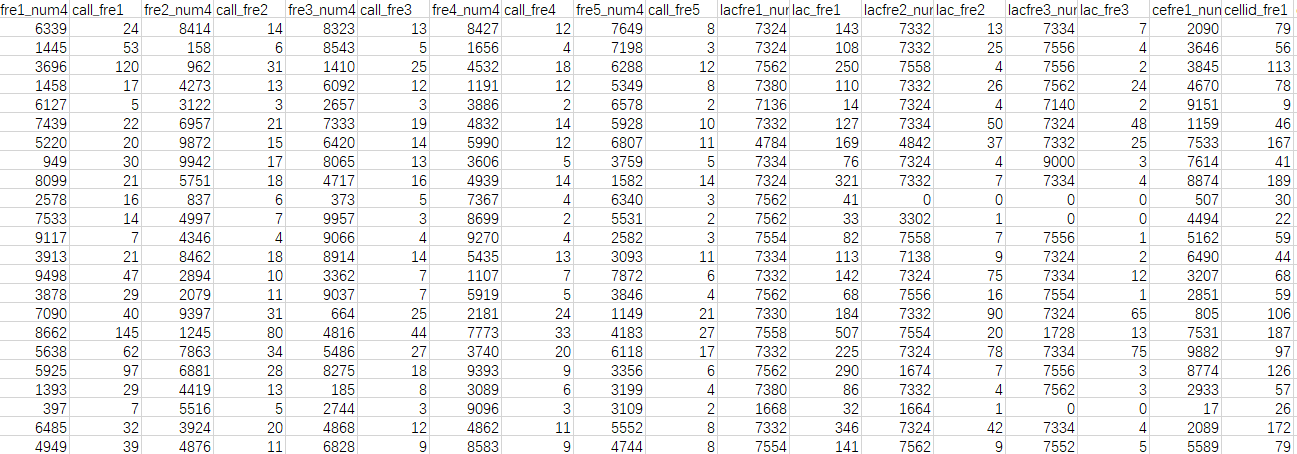 fre1_num4 call_fre1 fre2_num4 call_fre2 fre3_num4 call_fre3 fre4_num4 call_fre4 fre5_num4 call_fre5 lacfre1_nur lac_fre1 lacfre2_nur lac_fre2 lacfre3_nur lac_fre3 cefre1_num cellid_fre1
6339 24 8414 14 8323 13 8427 12 7649 8 7324 143 7332 13 7334 7 2090 79
1445 53 158 6 8543 5 1656 4 7198 3 7324 108 7332 25 7556 4 3646 56
3696 120 962 31 1410 25 4532 18 6288 12 7562 250 7558 4 7556 2 3845 113
1458 17 4273 13 6092 12 1191 12 5349 8 7380 110 7332 26 7562 24 4670 78
6127 5 3122 3 2657 3 3886 2 6578 2 7136 14 7324 4 7140 2 9151 9
7439 22 6957 21 7333 19 4832 14 5928 10 7332 127 7334 50 7324 48 1159 46
5220 20 9872 15 6420 14 5990 12 6807 11 4784 169 4842 37 7332 25 7533 167
949 30 9942 17 8065 13 3606 5 3759 5 7334 76 7324 4 9000 3 7614 41
8099 21 5751 18 4717 16 4939 14 1582 14 7324 321 7332 7 7334 4 8874 189
2578 16 837 6 373 5 7367 4 6340 3 7562 41 0 0 0 0 507 30
7533 14 4997 7 9957 3 8699 2 5531 2 7562 33 3302 1 0 0 4494 22
9117 7 4346 4 9066 4 9270 4 2582 3 7554 82 7558 7 7556 1 5162 59
3913 21 8462 18 8914 14 5435 13 3093 11 7334 113 7138 9 7324 2 6490 44
9498 47 2894 10 3362 7 1107 7 7872 6 7332 142 7324 75 7334 12 3207 68
3878 29 2079 11 9037 7 5919 5 3846 4 7562 68 7556 16 7554 1 2851 59
7090 40 9397 31 664 25 2181 24 1149 21 7330 184 7332 90 7324 65 805 106
8662 145 1245 80 4816 44 7773 33 4183 27 7558 507 7554 20 1728 13 7531 187
5638 62 7863 34 5486 27 3740 20 6118 17 7332 225 7324 78 7334 75 9882 97
5925 97 6881 28 8275 18 9393 9 3356 6 7562 290 1674 7 7556 3 8774 126
1393 29 4419 13 185 8 3089 6 3199 4 7380 86 7332 4 7562 3 2933 57
397 7 5516 5 2744 3 9096 3 3109 2 1668 32 1664 1 0 0 17 26
6485 32 3924 20 4868 12 4862 11 5552 8 7332 346 7324 42 7334 4 2089 172
4949 39 4876 11 6828 9 8583 9 4744 8 7554 141 7562 9 7552 5 5589 79